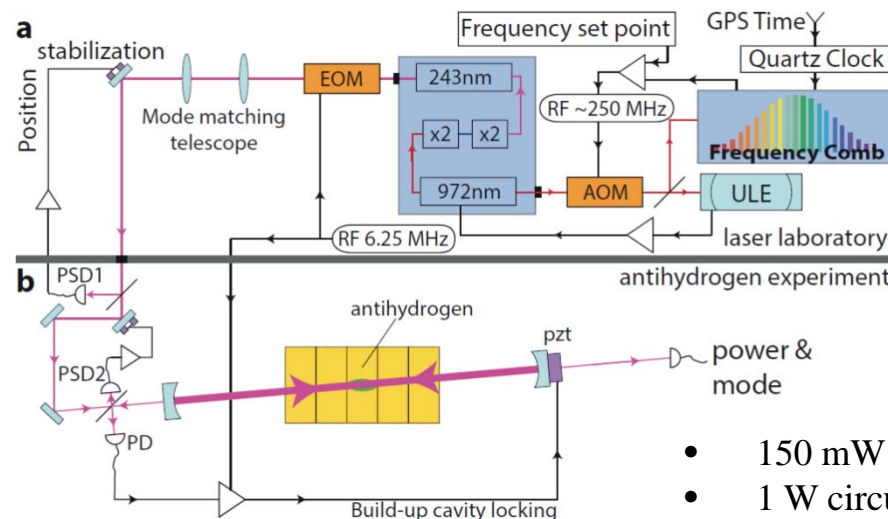 a
stabilization
Position
Mode matching
telescope
EOM
243nm
x2
x2
972nm
RF 6.25 MHz
Frequency set point
RF ~250 MHz
AOM
GPS Time
Quartz Clock
Frequency Comb
ULE
laser laboratory
b
antihydrogen experiment
PSD1
PSD2
PD
antihydrogen
pzt
power &
mode
Build-up cavity locking
• 150 mW
• 1 W circu